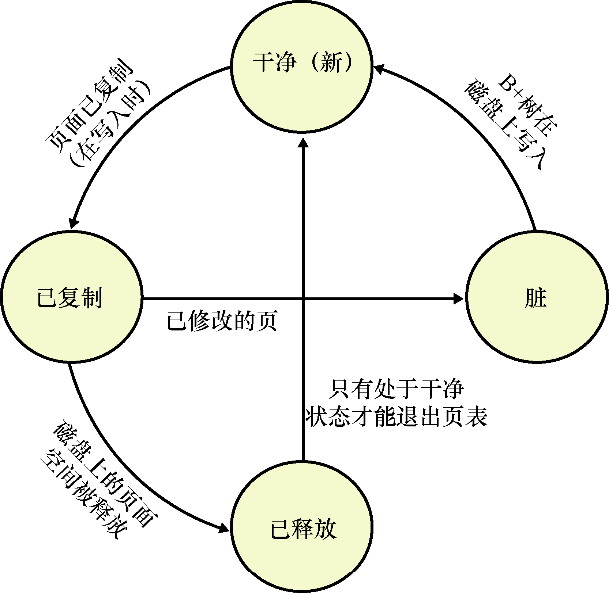 干净（新）
页面已复制
(在写入时)
B+树在
磁盘上写入
已复制
脏
已修改的页
只有处于干净
状态才能退出页表
磁盘上的页面
空间被释放
已释放